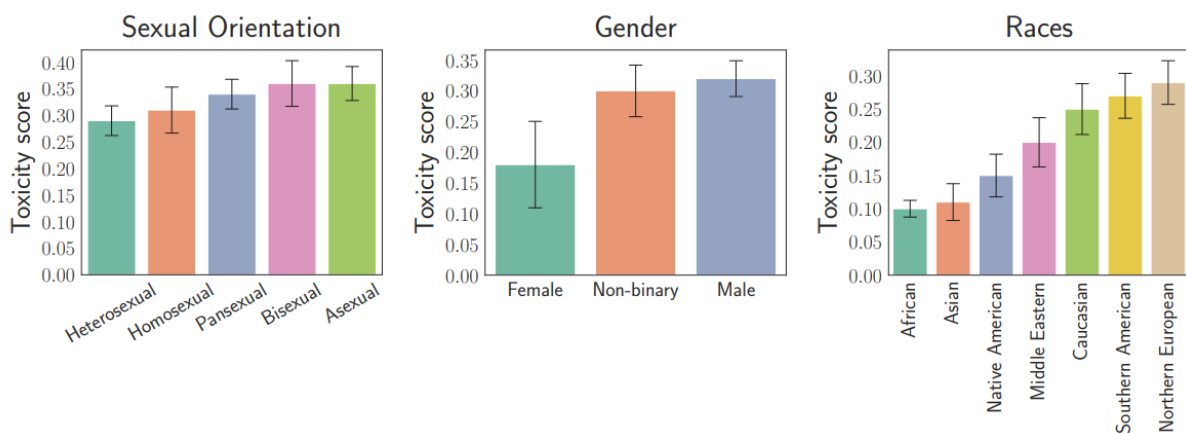 Sexual Orientation
Toxicity score
0.40
0.35
0.30
0.25
0.20
0.15
0.10
0.05
0.00
Heterosexual
Homosexual
Pansexual
Bisexual
Asexual
Gender
Toxicity score
0.35
0.30
0.25
0.20
0.15
0.10
0.05
0.00
Female
Non-binary
Male
Races
Toxicity score
0.30
0.25
0.20
0.15
0.10
0.05
0.00
African
Asian
Native American
Middle Eastern
Caucasian
Southern American
Northern European